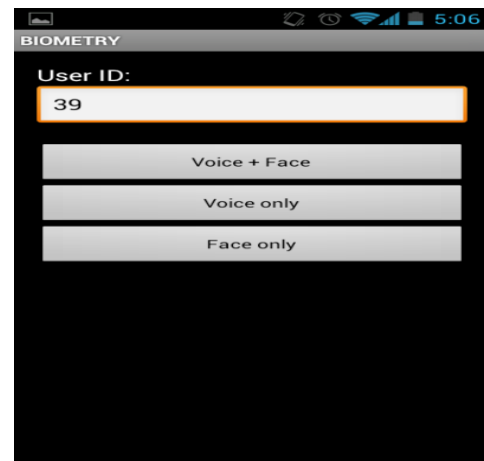 5:06
BIOMETRY
User ID:
39
Voice + Face
Voice only
Face only